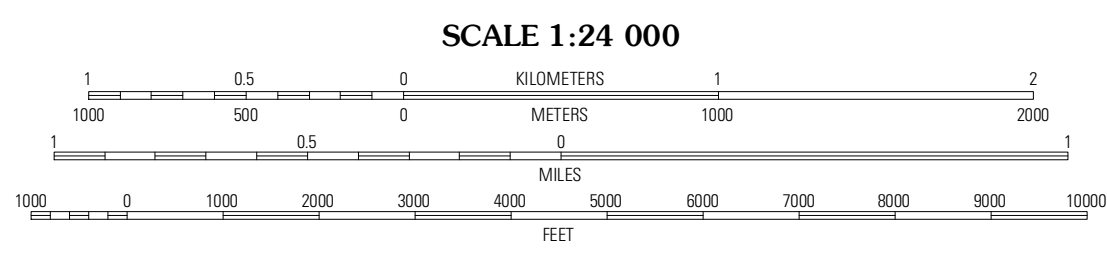 SCALE 1:24 000
1 0.5 0 KILOMETERS 1 2
1000 500 0 METERS 1000 2000
1 0.5 0 1
MILES
1000 0 1000 2000 3000 4000 5000 6000 7000 8000 9000 10000
FEET